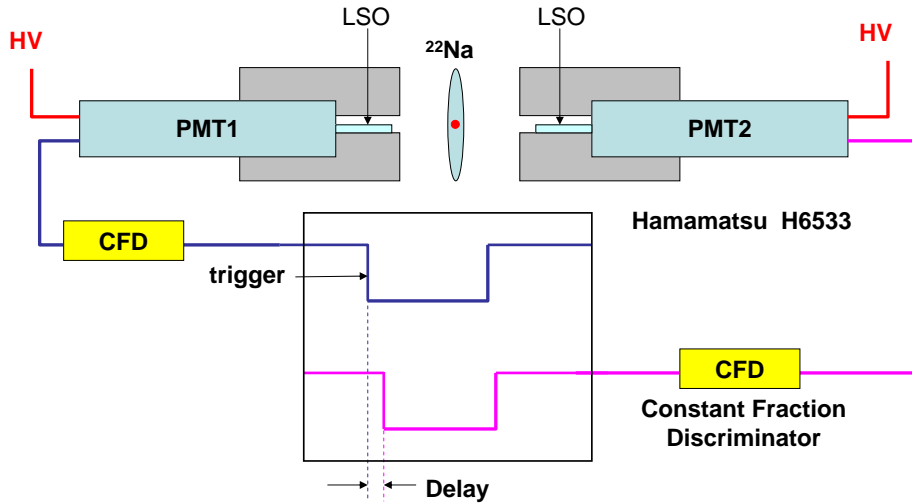 LSO
LSO
HV
²²Na
HV
PMT1
PMT2
Hamamatsu H6533
CFD
trigger
CFD
Constant Fraction
Discriminator
Delay